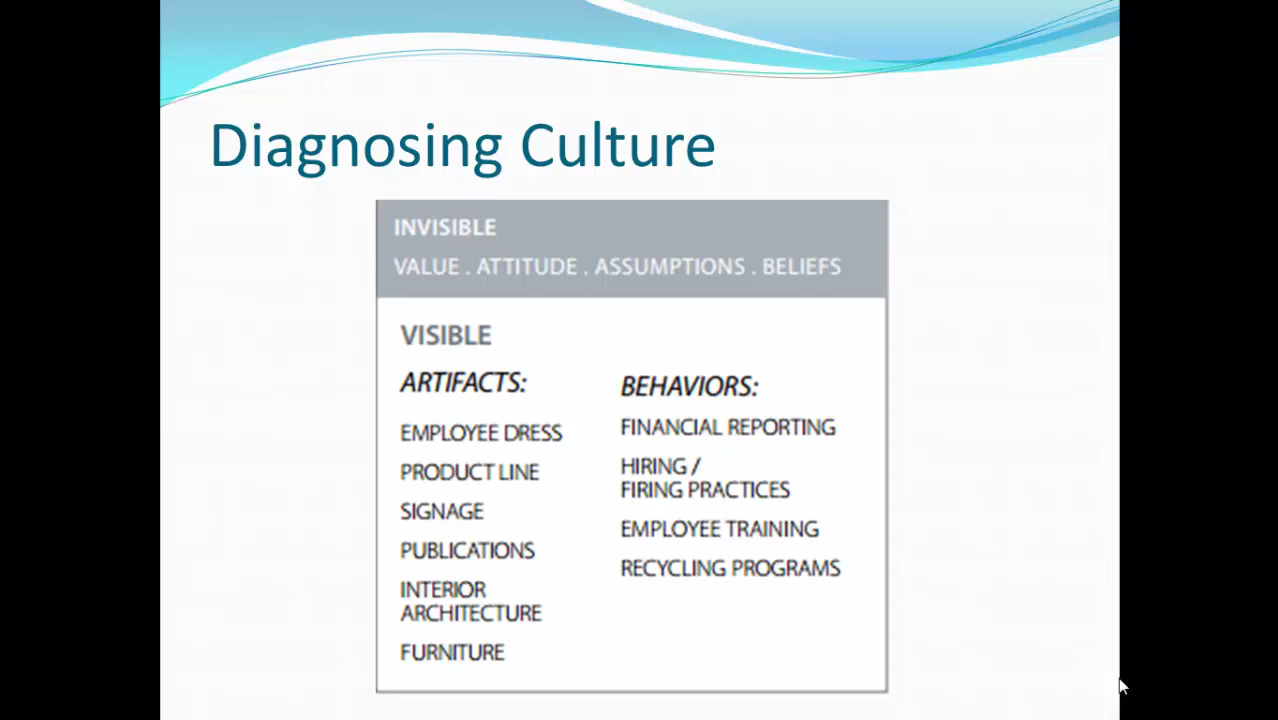 Diagnosing Culture
INVISIBLE
VALUE . ATTITUDE . ASSUMPTIONS . BELIEFS
VISIBLE
ARTIFACTS:
EMPLOYEE DRESS
PRODUCT LINE
SIGNAGE
PUBLICATIONS
INTERIOR
ARCHITECTURE
FURNITURE
BEHAVIORS:
FINANCIAL REPORTING
HIRING /
FIRING PRACTICES
EMPLOYEE TRAINING
RECYCLING PROGRAMS